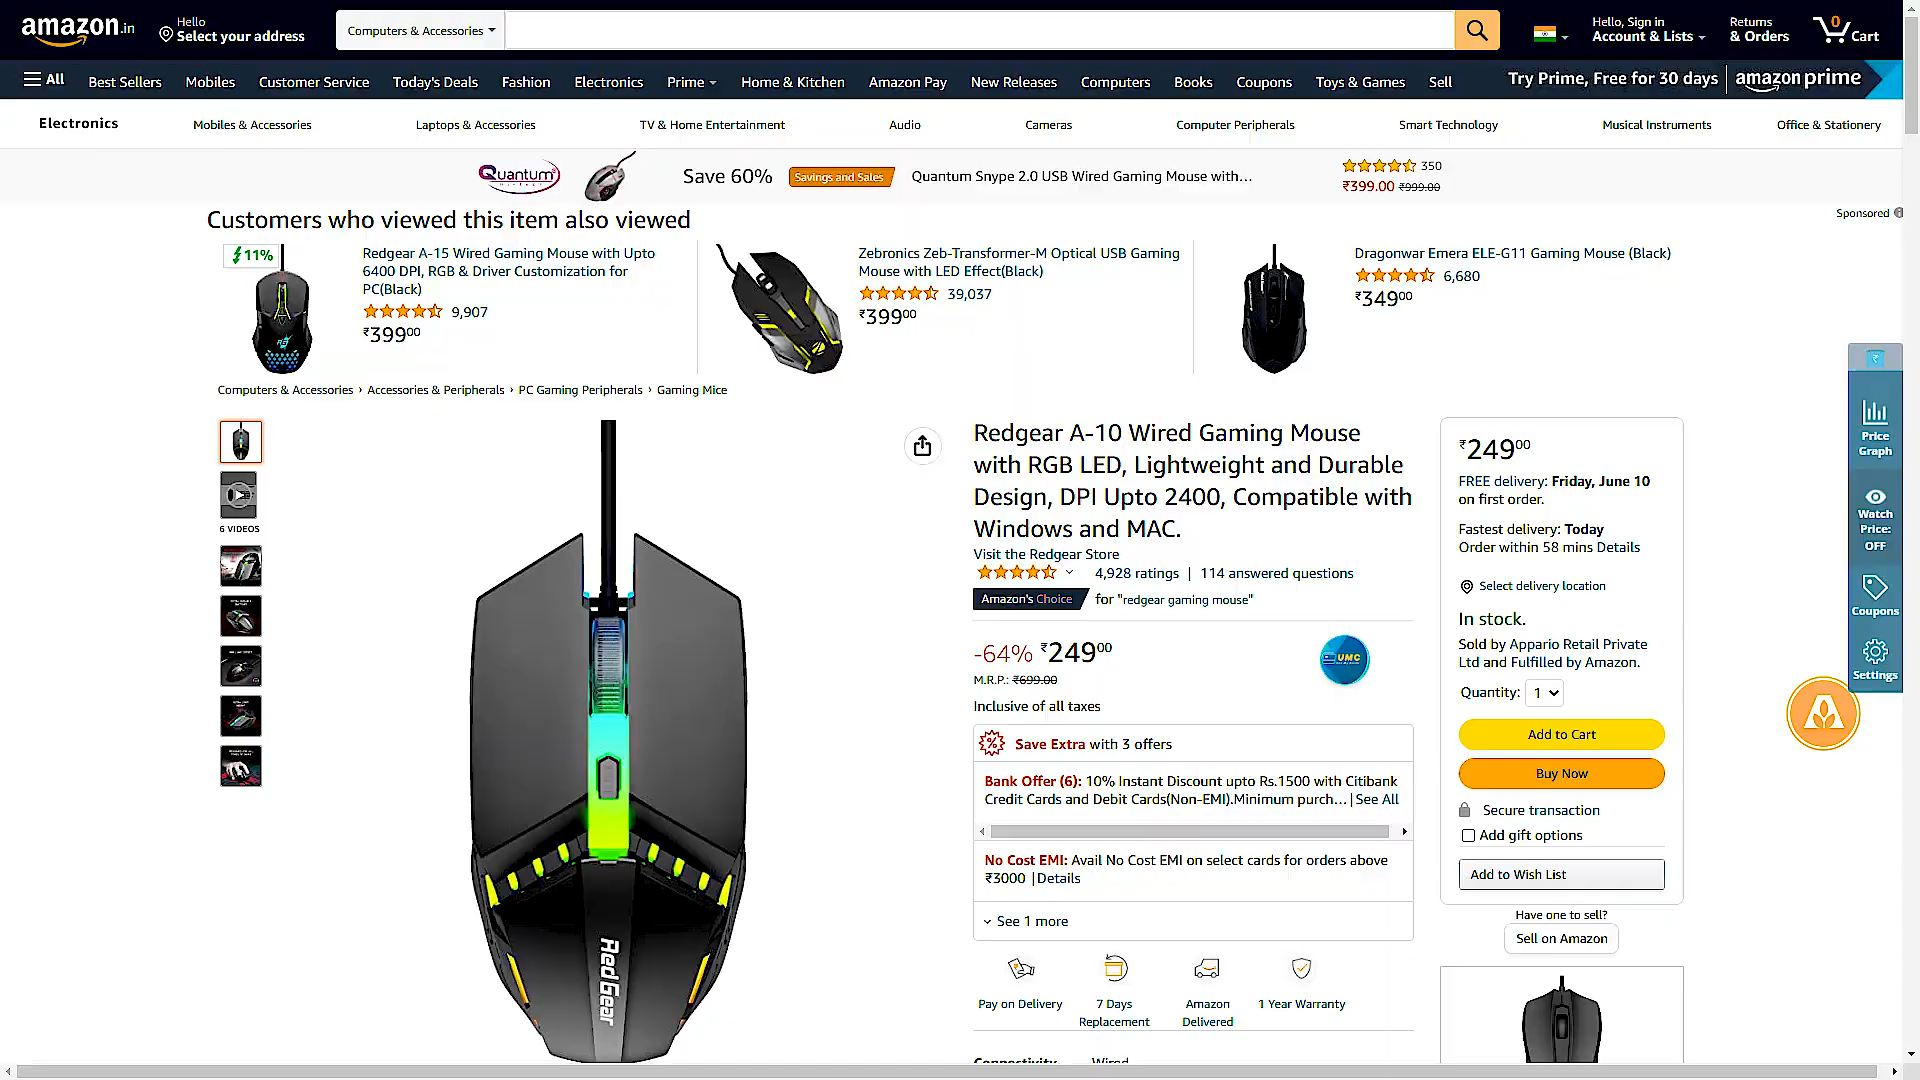 amazon.in
Hello
Select your address
Computers & Accessories
Hello, Sign in
Account & Lists
Returns
& Orders
0
Cart
All
Best Sellers
Mobiles
Customer Service
Today's Deals
Fashion
Electronics
Prime
Home & Kitchen
Amazon Pay
New Releases
Computers
Books
Coupons
Toys & Games
Sell
Try Prime, Free for 30 days
amazon prime
Electronics
Mobiles & Accessories
Laptops & Accessories
TV & Home Entertainment
Audio
Cameras
Computer Peripherals
Smart Technology
Musical Instruments
Office & Stationery
Quantum
Save 60%
Savings and Sales
Quantum Snype 2.0 USB Wired Gaming Mouse with...
350
₹399.00 ₹999.00
Sponsored
Customers who viewed this item also viewed
11%
Redgear A-15 Wired Gaming Mouse with Upto
6400 DPI, RGB & Driver Customization for
PC(Black)
9,907
₹39900
Zebronics Zeb-Transformer-M Optical USB Gaming
Mouse with LED Effect(Black)
39,037
₹39900
Dragonwar Emera ELE-G11 Gaming Mouse (Black)
6,680
₹34900
Computers & Accessories › Accessories & Peripherals › PC Gaming Peripherals › Gaming Mice
6 VIDEOS
RedGear
Redgear A-10 Wired Gaming Mouse
with RGB LED, Lightweight and Durable
Design, DPI Upto 2400, Compatible with
Windows and MAC.
Visit the Redgear Store
4,928 ratings | 114 answered questions
Amazon's Choice for "redgear gaming mouse"
-64% ₹24900
M.R.P.: ₹699.00
Inclusive of all taxes
UMC
Save Extra with 3 offers
Bank Offer (6): 10% Instant Discount upto Rs.1500 with Citibank
Credit Cards and Debit Cards(Non-EMI).Minimum purch... | See All
No Cost EMI: Avail No Cost EMI on select cards for orders above
₹3000 | Details
See 1 more
Pay on Delivery
7 Days
Replacement
Amazon
Delivered
1 Year Warranty
Connectivity Wired
₹24900
FREE delivery: Friday, June 10
on first order.
Fastest delivery: Today
Order within 58 mins Details
Select delivery location
In stock.
Sold by Appario Retail Private
Ltd and Fulfilled by Amazon.
Quantity: 1
Add to Cart
Buy Now
Secure transaction
Add gift options
Add to Wish List
Have one to sell?
Sell on Amazon
₹
Price
Graph
Watch
Price:
OFF
Coupons
Settings